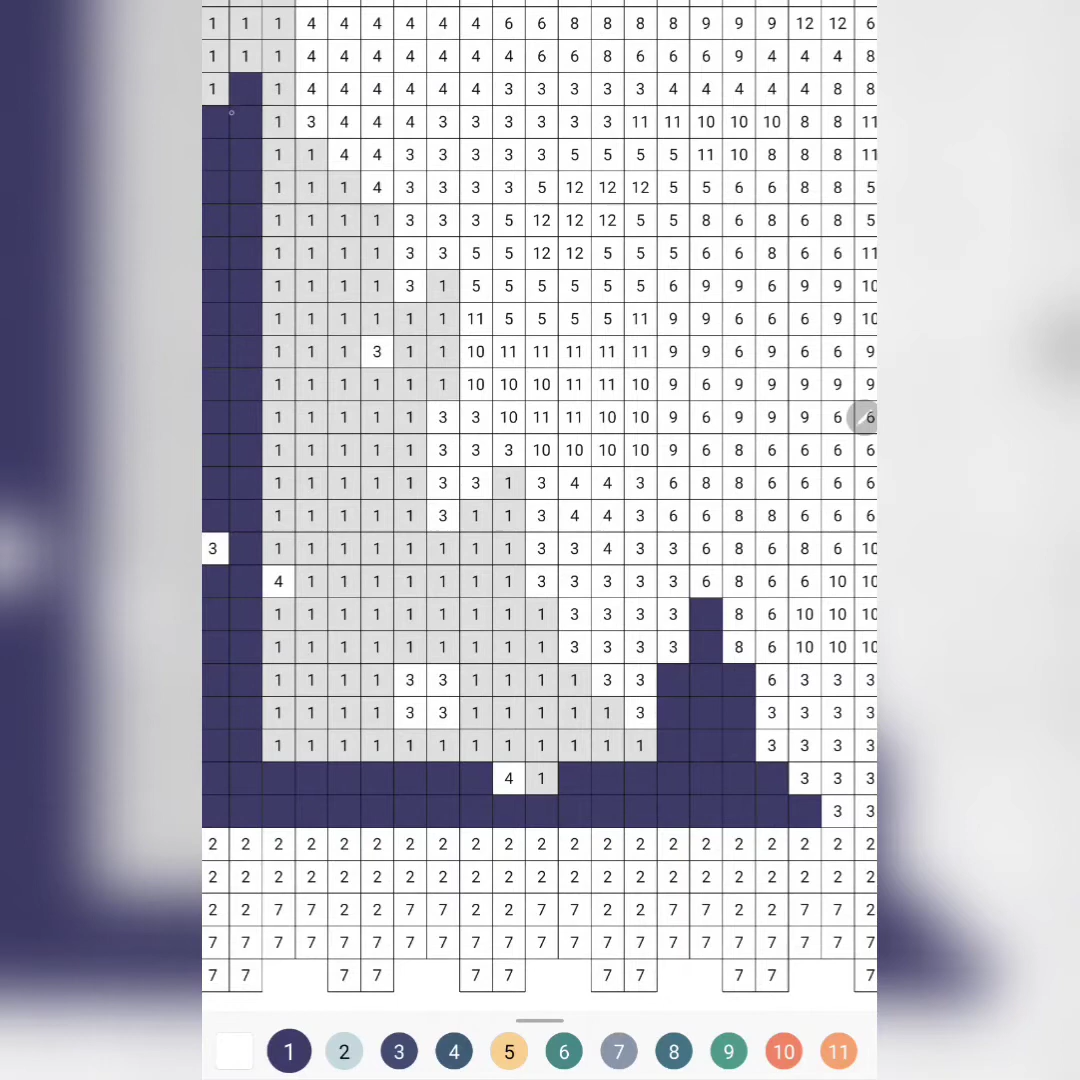 1 1 1 4 4 4 4 4 4 6 6 8 8 8 8 9 9 9 12 12 6
1 1 1 4 4 4 4 4 4 4 6 6 8 6 6 6 9 4 4 4 8
1 1 4 4 4 4 4 4 3 3 3 3 3 4 4 4 4 4 8 8
1 3 4 4 4 3 3 3 3 3 3 11 11 10 10 10 8 8 11
1 1 4 4 3 3 3 3 3 5 5 5 5 11 10 8 8 8 11
1 1 1 4 3 3 3 3 5 12 12 12 5 5 6 6 8 8 5
1 1 1 1 3 3 3 5 12 12 12 5 5 8 6 8 6 8 5
1 1 1 1 3 3 5 5 12 12 5 5 5 6 6 8 6 6 11
1 1 1 1 3 1 5 5 5 5 5 5 6 9 9 6 9 9 10
1 1 1 1 1 1 11 5 5 5 5 11 9 9 6 6 6 9 10
1 1 1 3 1 1 10 11 11 11 11 11 9 9 6 9 6 6 9
1 1 1 1 1 1 10 10 10 11 11 10 9 6 9 9 9 9 9
1 1 1 1 1 3 3 10 11 11 10 10 9 6 9 9 9 6 6
1 1 1 1 1 3 3 3 10 10 10 10 9 6 8 6 6 6 6
1 1 1 1 1 3 3 1 3 4 4 3 6 8 8 6 6 6 6
1 1 1 1 1 3 1 1 3 4 4 3 6 6 8 8 6 6 6
3 1 1 1 1 1 1 1 1 3 3 4 3 3 6 8 6 8 6 10
4 1 1 1 1 1 1 1 3 3 3 3 3 6 8 6 6 10 10
1 1 1 1 1 1 1 1 1 3 3 3 3 8 6 10 10 10
1 1 1 1 1 1 1 1 1 3 3 3 3 8 6 10 10 10
1 1 1 1 3 3 1 1 1 1 3 3 6 3 3 3
1 1 1 1 3 3 1 1 1 1 1 3 3 3 3 3
1 1 1 1 1 1 1 1 1 1 1 1 3 3 3 3
4 1 3 3 3
3 3
2 2 2 2 2 2 2 2 2 2 2 2 2 2 2 2 2 2 2 2 2
2 2 2 2 2 2 2 2 2 2 2 2 2 2 2 2 2 2 2 2 2
2 2 7 7 2 2 7 7 2 2 7 7 2 2 7 7 2 2 7 7 2
7 7 7 7 7 7 7 7 7 7 7 7 7 7 7 7 7 7 7 7 7
7 7 7 7 7 7 7 7 7 7 7
1 2 3 4 5 6 7 8 9 10 11